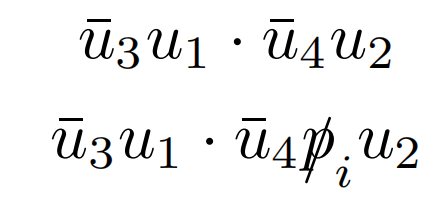 ū₃u₁ · ū₄u₂
ū₃u₁ · ū₄p̸ᵢu₂